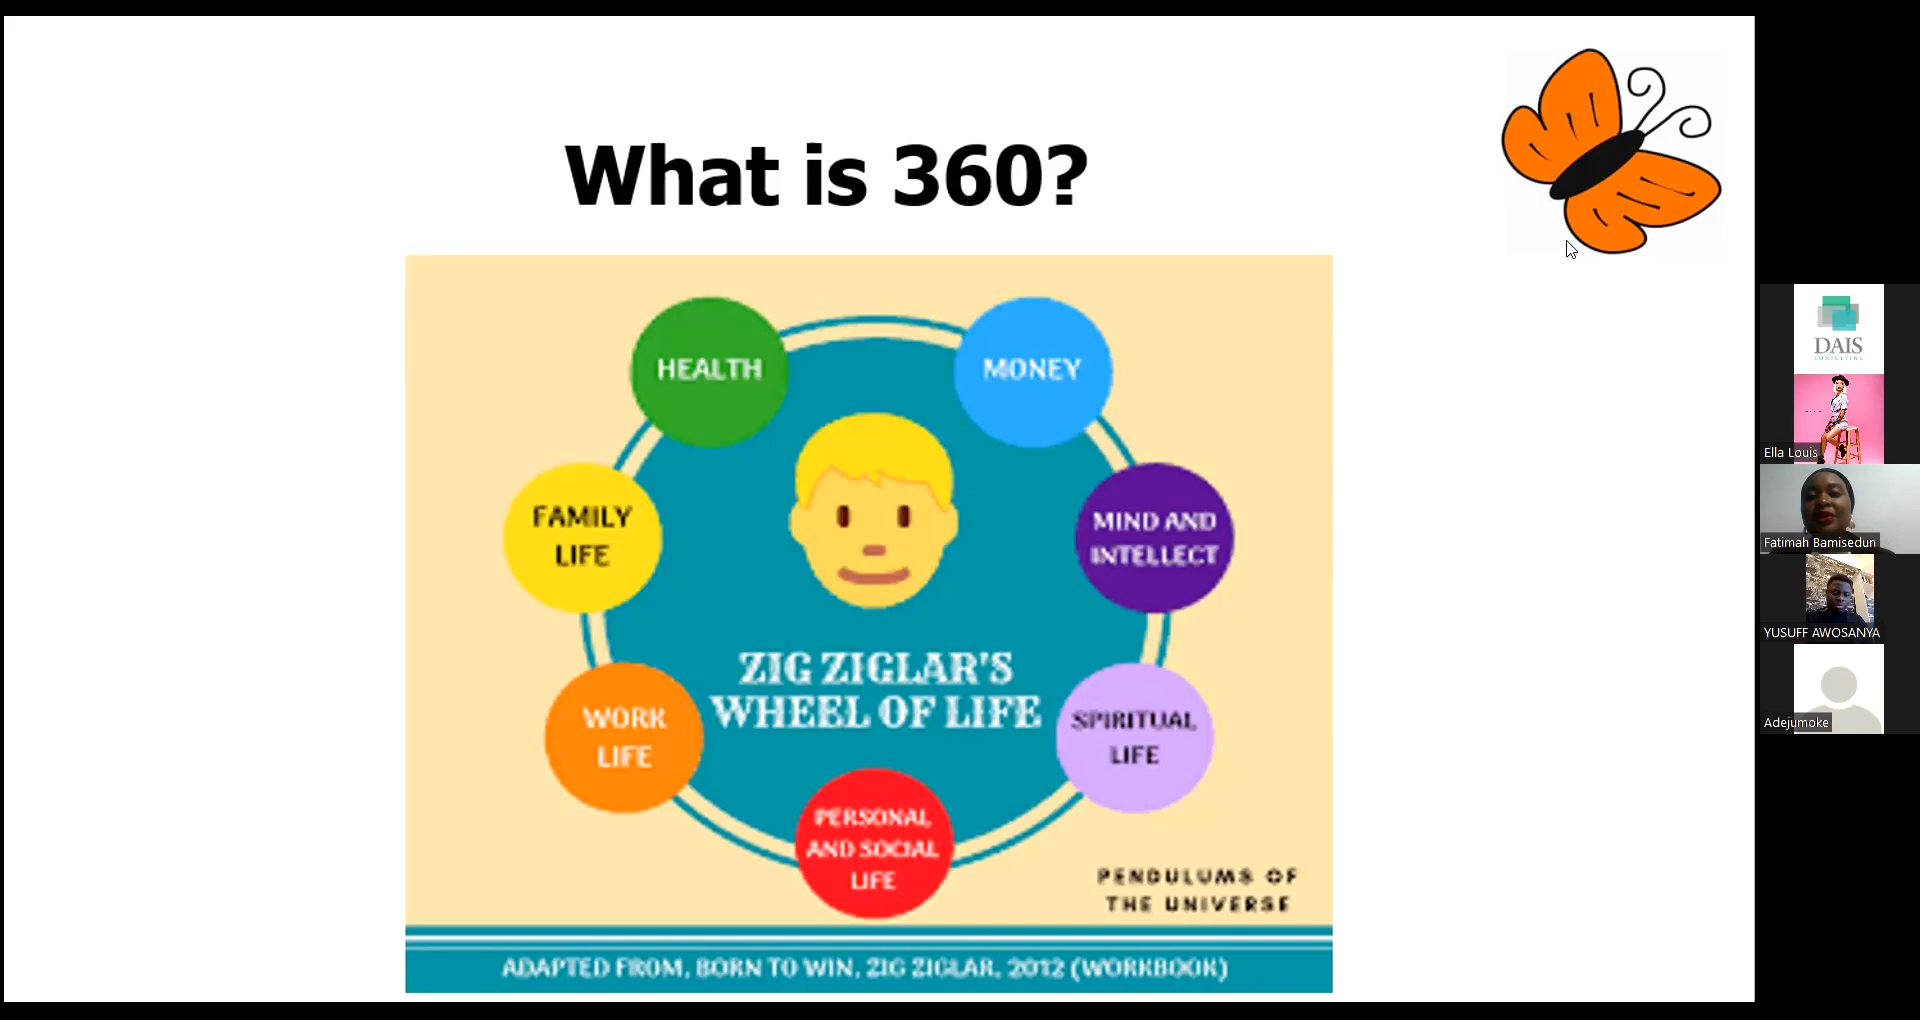 What is 360?
HEALTH
MONEY
FAMILY
LIFE
MIND AND
INTELLECT
ZIG ZIGLAR'S
WHEEL OF LIFE
WORK
LIFE
SPIRITUAL
LIFE
PERSONAL
AND SOCIAL
LIFE
PENDULUMS OF
THE UNIVERSE
ADAPTED FROM, BORN TO WIN, ZIG ZIGLAR, 2012 (WORKBOOK)
DAIS
CONSULTING
Ella Louis
Fatimah Bamisedun
YUSUFF AWOSANYA
Adejumoke